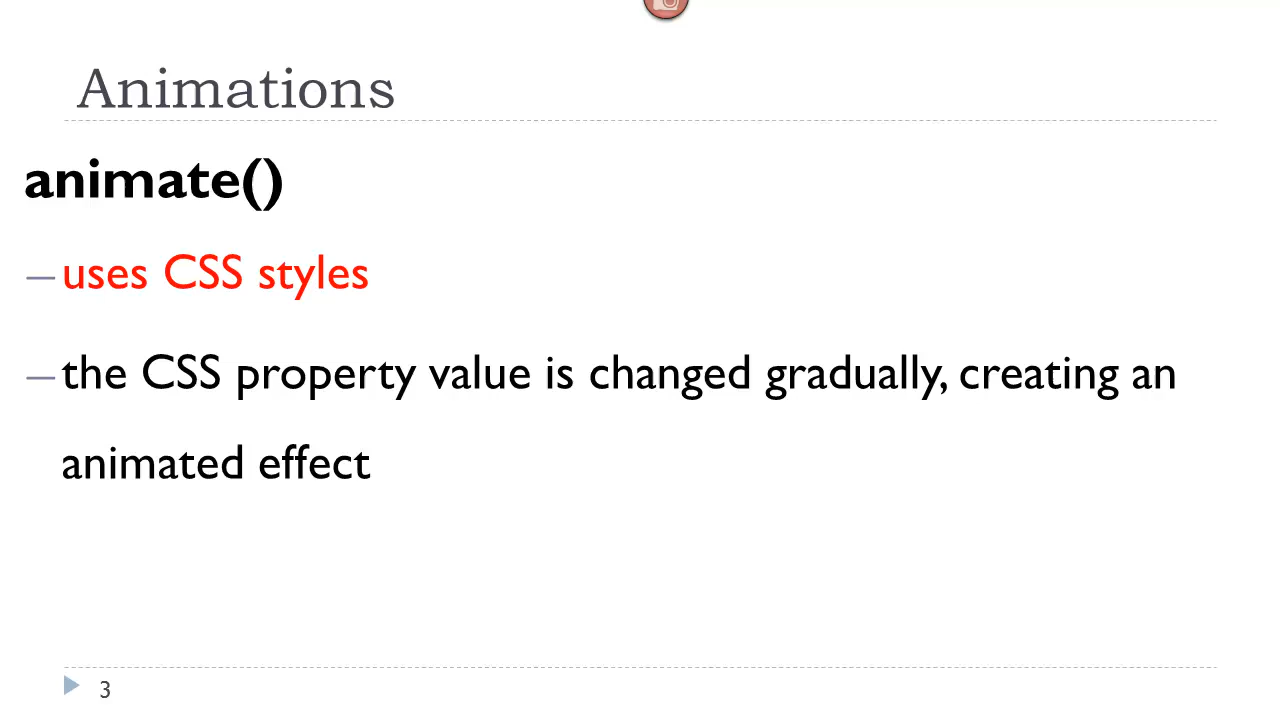 Animations
animate()
– uses CSS styles
– the CSS property value is changed gradually, creating an
animated effect
3